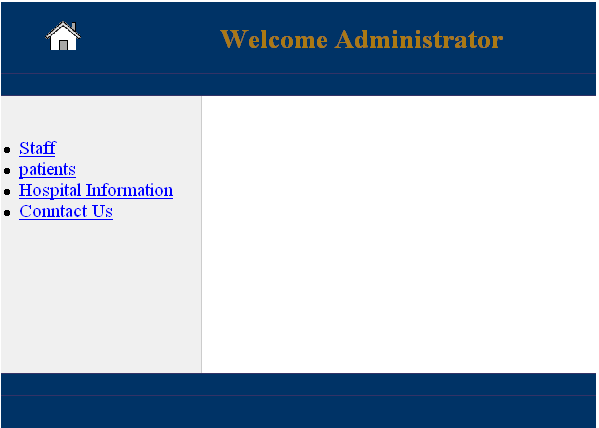 Welcome Administrator
Staff
patients
Hospital Information
Conntact Us